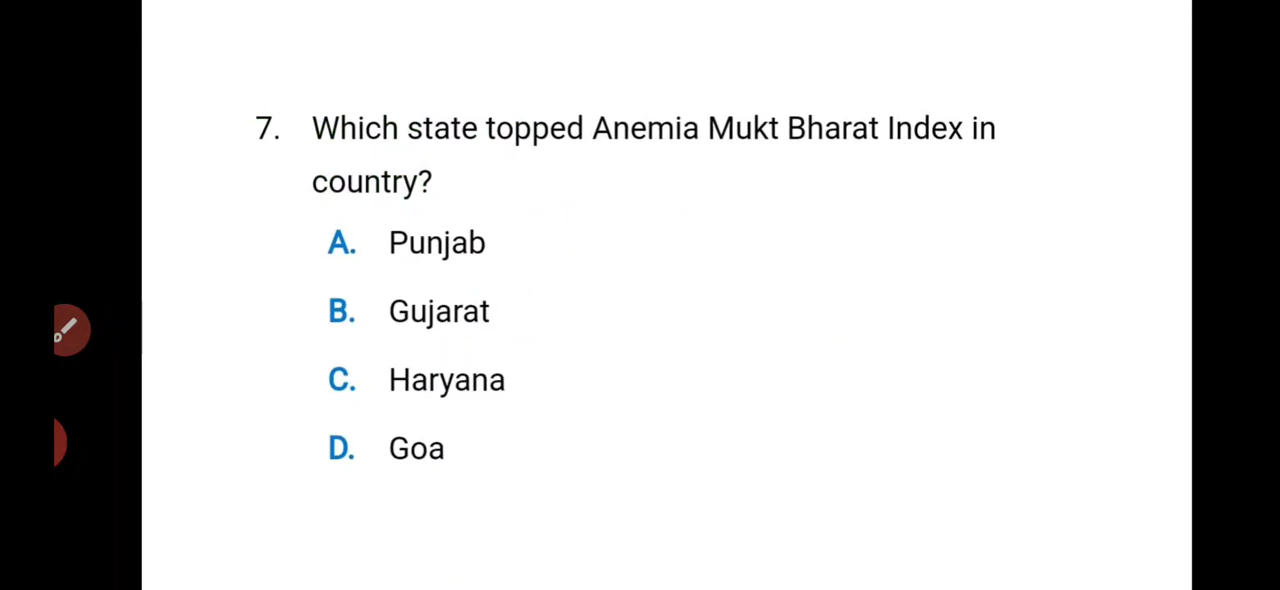 7. Which state topped Anemia Mukt Bharat Index in
country?
A. Punjab
B. Gujarat
C. Haryana
D. Goa